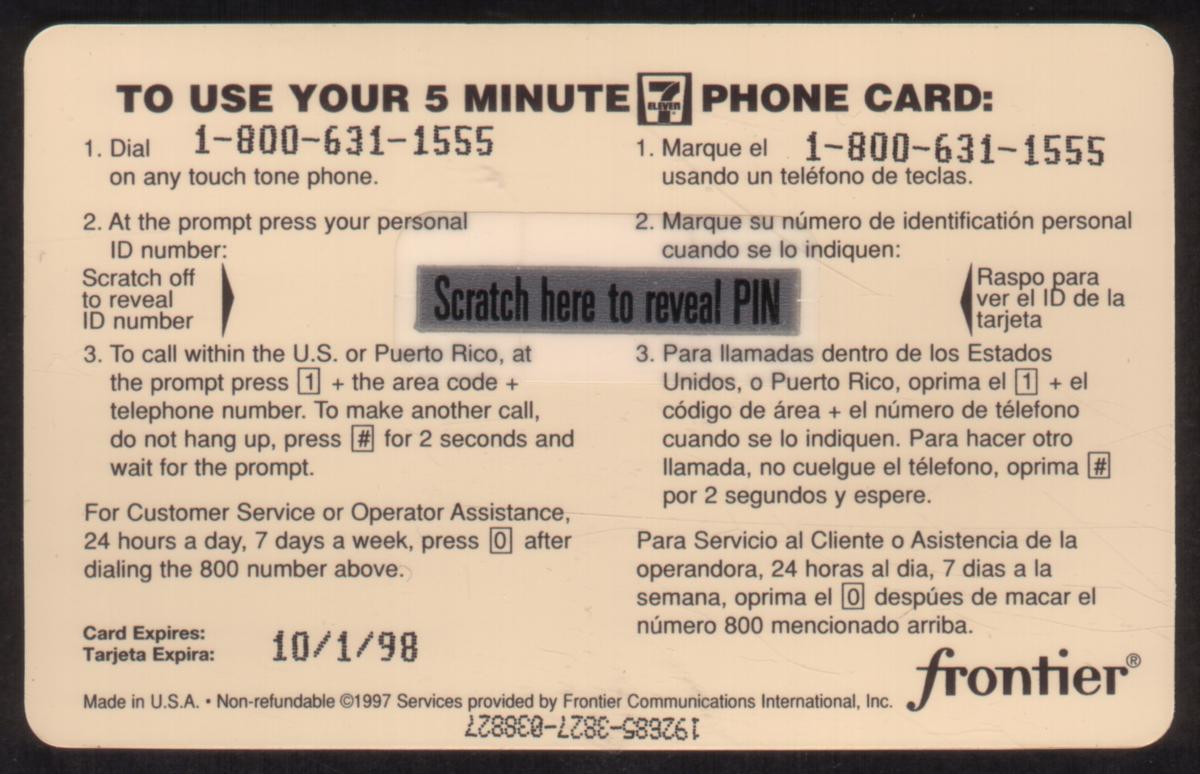 TO USE YOUR 5 MINUTE 7 ELEVEN ® PHONE CARD:
1. Dial 1-800-631-1555
on any touch tone phone.
2. At the prompt press your personal
ID number:
Scratch off
to reveal
ID number
Scratch here to reveal PIN
3. To call within the U.S. or Puerto Rico, at
the prompt press 1 + the area code +
telephone number. To make another call,
do not hang up, press # for 2 seconds and
wait for the prompt.
For Customer Service or Operator Assistance,
24 hours a day, 7 days a week, press 0 after
dialing the 800 number above.
Card Expires:
Tarjeta Expira: 10/1/98
1. Marque el 1-800-631-1555
usando un teléfono de teclas.
2. Marque su número de identificatión personal
cuando se lo indiquen:
Raspo para
ver el ID de la
tarjeta
3. Para llamadas dentro de los Estados
Unidos, o Puerto Rico, oprima el 1 + el
código de área + el número de télefono
cuando se lo indiquen. Para hacer otro
llamada, no cuelgue el télefono, oprima #
por 2 segundos y espere.
Para Servicio al Cliente o Asistencia de la
operandora, 24 horas al dia, 7 dias a la
semana, oprima el 0 despúes de macar el
número 800 mencionado arriba.
frontier®
Made in U.S.A. • Non-refundable ©1997 Services provided by Frontier Communications International, Inc.
192685-3827-038827